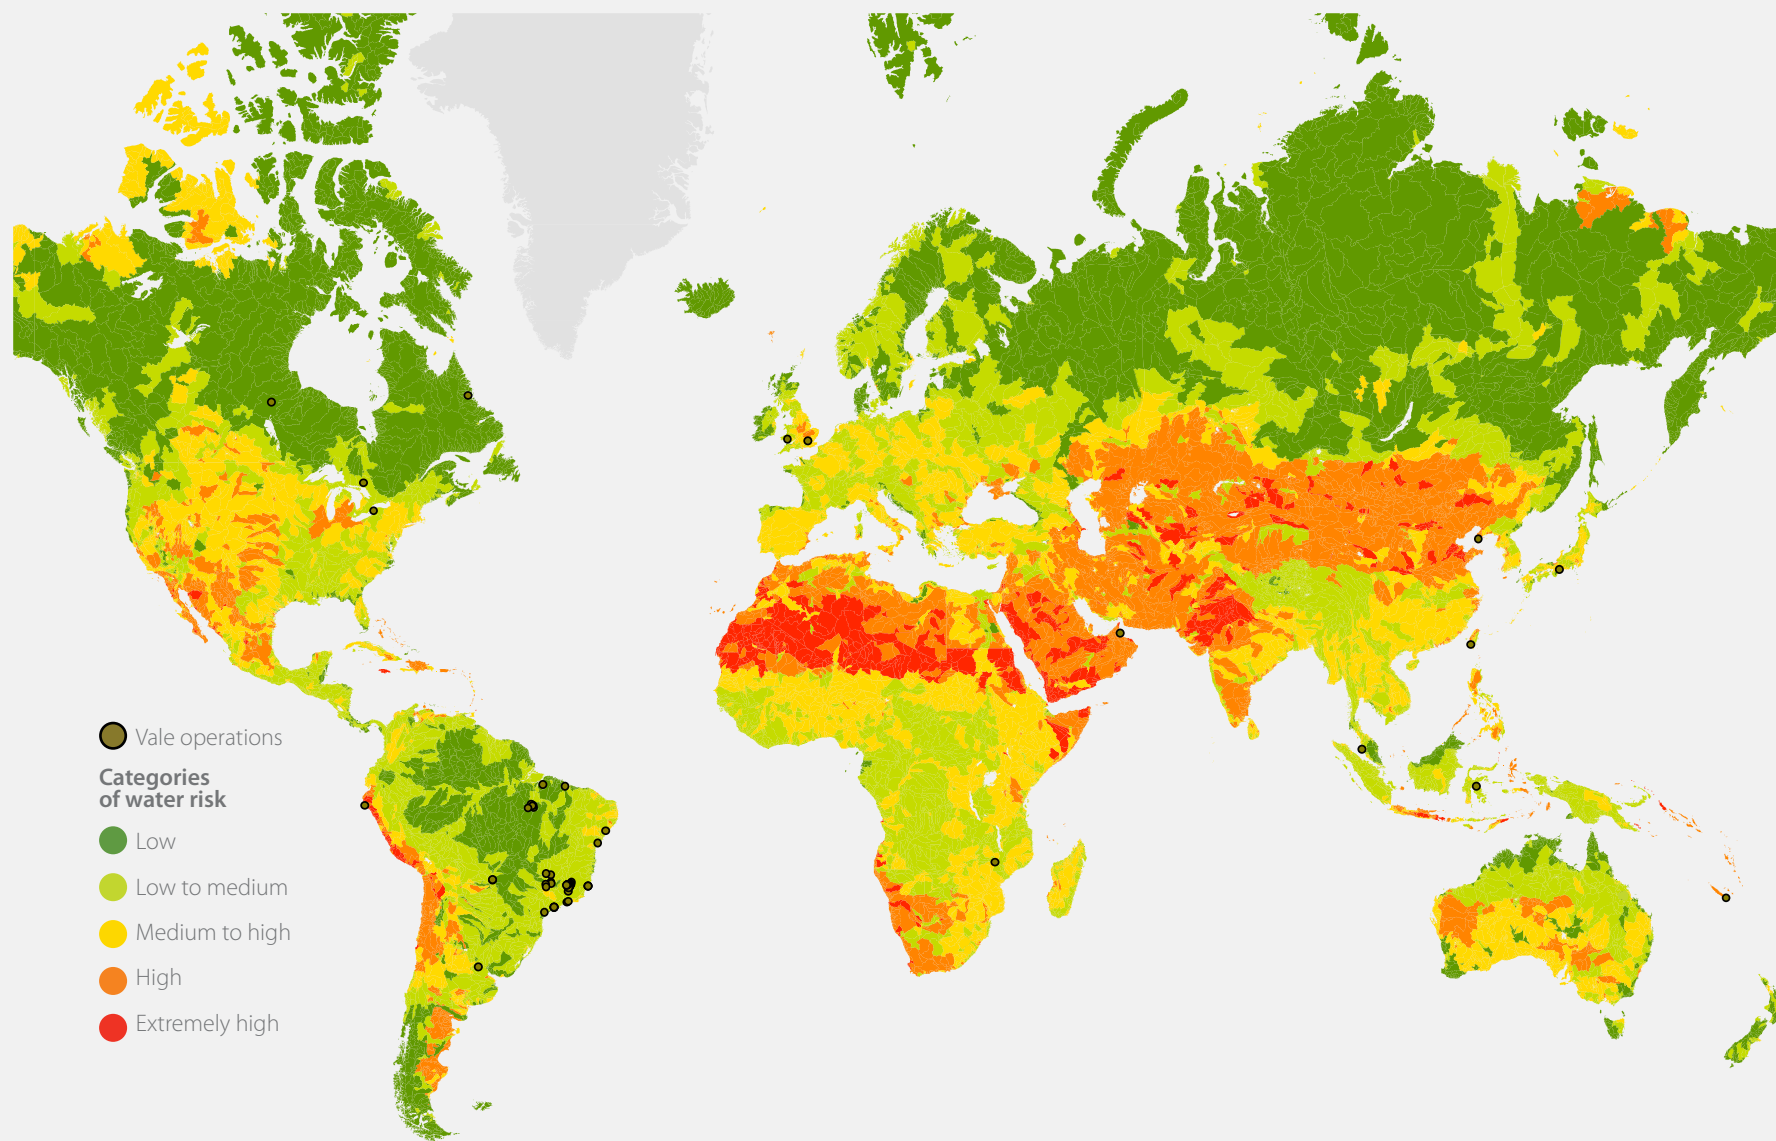 Vale operations
Categories
of water risk
Low
Low to medium
Medium to high
High
Extremely high